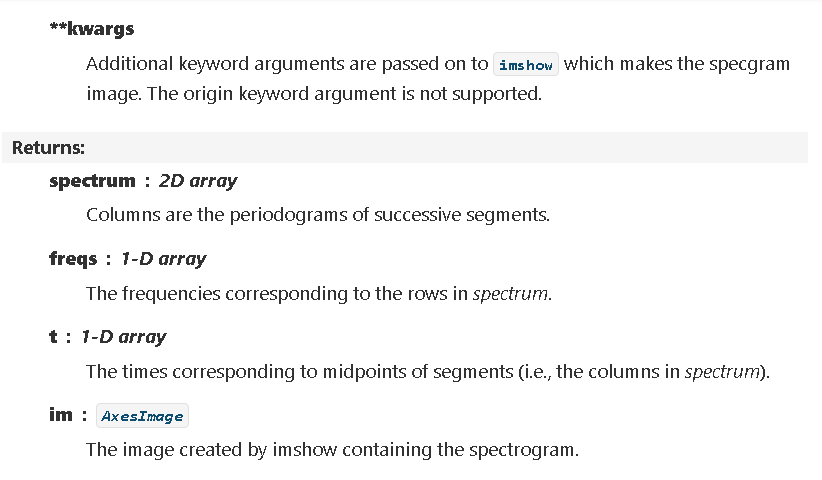 **kwargs
Additional keyword arguments are passed on to imshow which makes the specgram
image. The origin keyword argument is not supported.
Returns:
spectrum : 2D array
Columns are the periodograms of successive segments.
freqs : 1-D array
The frequencies corresponding to the rows in spectrum.
t : 1-D array
The times corresponding to midpoints of segments (i.e., the columns in spectrum).
im : AxesImage
The image created by imshow containing the spectrogram.